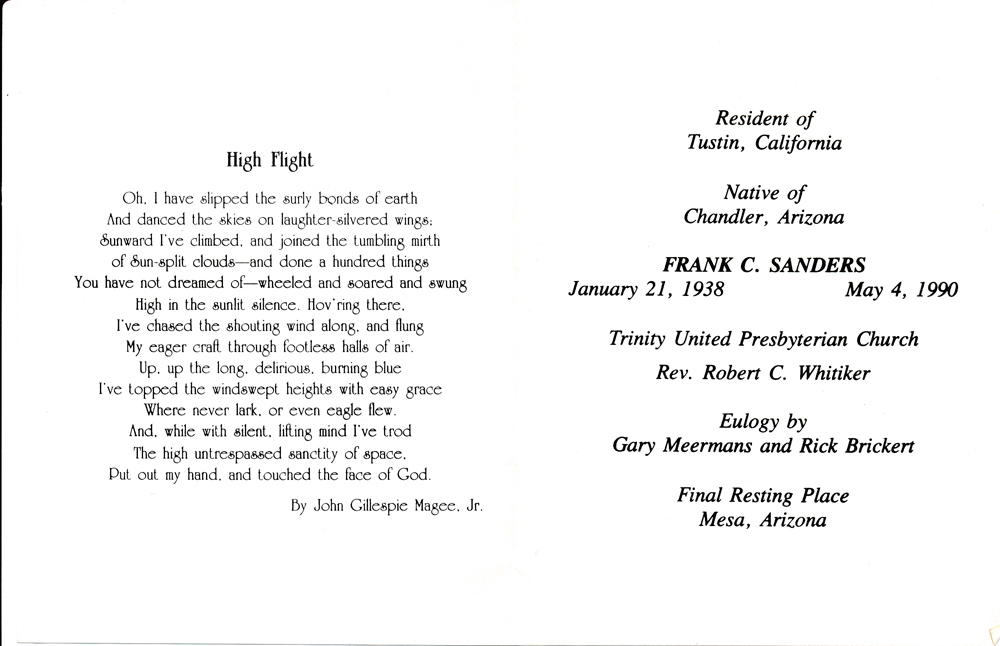 High Flight
Oh, I have slipped the surly bonds of earth
And danced the skies on laughter-silvered wings;
Sunward I've climbed, and joined the tumbling mirth
of Sun-split clouds—and done a hundred things
You have not dreamed of—wheeled and soared and swung
High in the sunlit silence. Hov'ring there,
I've chased the shouting wind along, and flung
My eager craft through footless halls of air.
Up, up the long, delirious, burning blue
I've topped the windswept heights with easy grace
Where never lark, or even eagle flew.
And, while with silent, lifting mind I've trod
The high untrespassed sanctity of space,
Put out my hand, and touched the face of God.
By John Gillespie Magee, Jr.
Resident of
Tustin, California
Native of
Chandler, Arizona
FRANK C. SANDERS
January 21, 1938 May 4, 1990
Trinity United Presbyterian Church
Rev. Robert C. Whitiker
Eulogy by
Gary Meermans and Rick Brickert
Final Resting Place
Mesa, Arizona